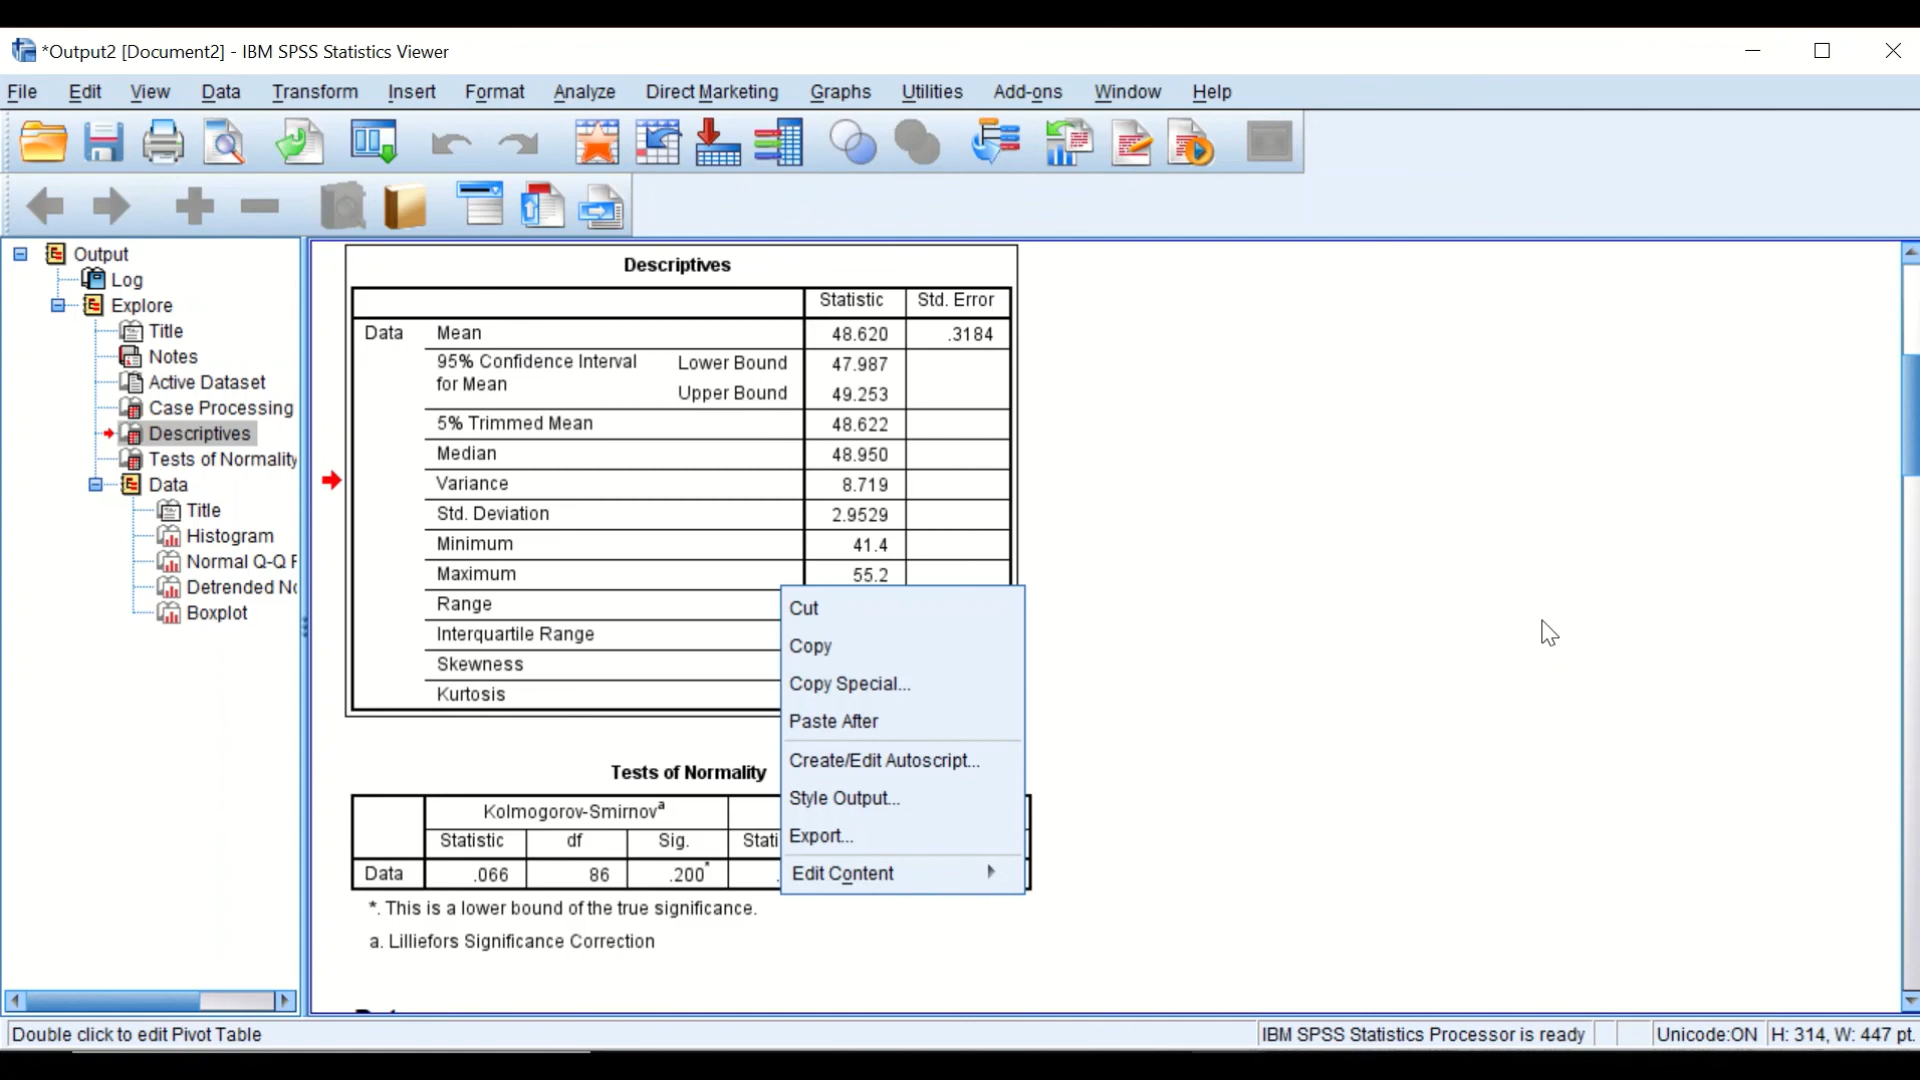 *Output2 [Document2] - IBM SPSS Statistics Viewer
File Edit View Data Transform Insert Format Analyze Direct Marketing Graphs Utilities Add-ons Window Help
Output
Log
Explore
Title
Notes
Active Dataset
Case Processing
Descriptives
Tests of Normality
Data
Title
Histogram
Normal Q-Q
Detrended
Boxplot
Descriptives
Statistic Std. Error
Data Mean 48.620 .3184
95% Confidence Interval for Mean Lower Bound 47.987
Upper Bound 49.253
5% Trimmed Mean 48.622
Median 48.950
Variance 8.719
Std. Deviation 2.9529
Minimum 41.4
Maximum 55.2
Range
Interquartile Range
Skewness
Kurtosis
Cut
Copy
Copy Special...
Paste After
Create/Edit Autoscript...
Style Output...
Export...
Edit Content
Tests of Normality
Kolmogorov-Smirnovᵃ
Statistic df Sig.
Data .066 86 .200*
*. This is a lower bound of the true significance.
a. Lilliefors Significance Correction
Double click to edit Pivot Table
IBM SPSS Statistics Processor is ready Unicode:ON H: 314, W: 447 pt.